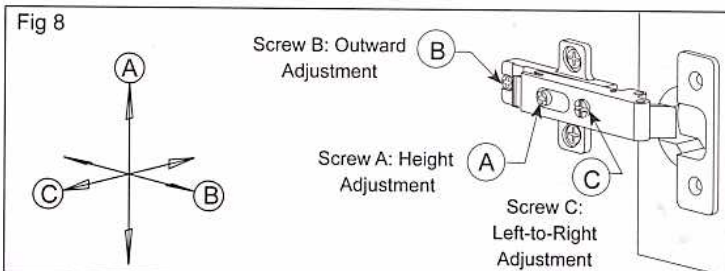 Fig 8
A
C
B
Screw B: Outward
Adjustment
B
Screw A: Height
Adjustment
A
C
Screw C:
Left-to-Right
Adjustment